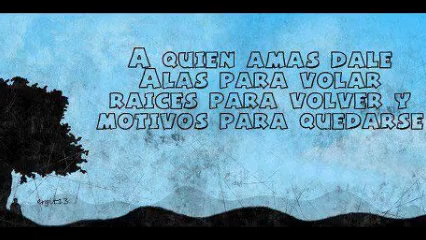 A QUIEN AMAS DALE
ALAS PARA VOLAR
RAICES PARA VOLVER Y
MOTIVOS PARA QUEDARSE